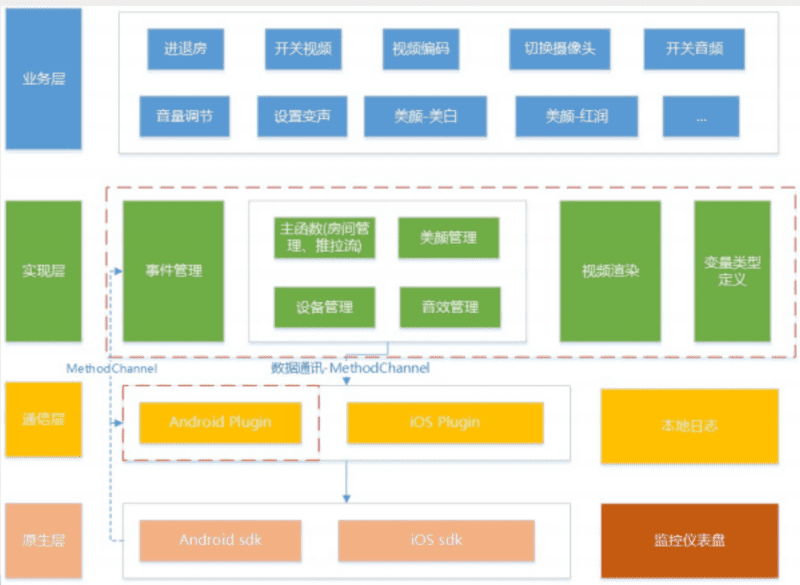 业务层
进退房
开关视频
视频编码
切换摄像头
开关音频
音量调节
设置变声
美颜-美白
美颜-红润
...
实现层
事件管理
主函数(房间管
理、推拉流)
美颜管理
设备管理
音效管理
视频渲染
变量类型
定义
MethodChannel
数据通讯-MethodChannel
通信层
Android Plugin
iOS Plugin
本地日志
原生层
Android sdk
iOS sdk
监控仪表盘